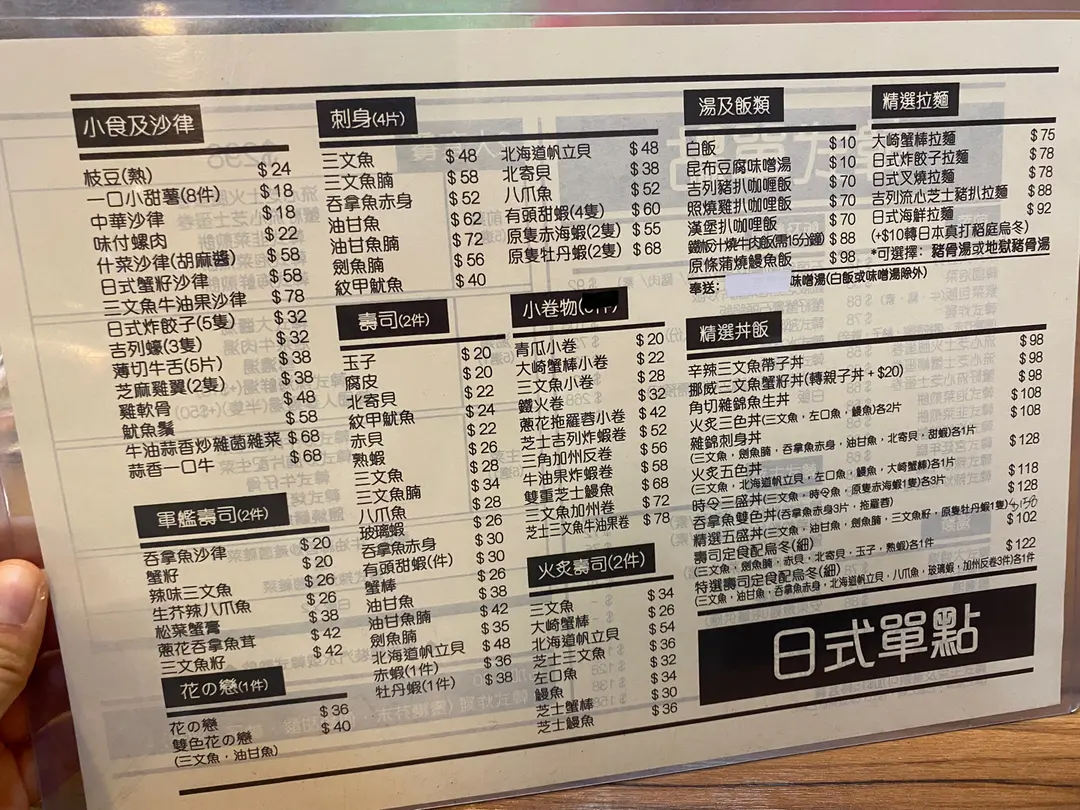 小食及沙律
枝豆(熟) $24
一口小甜薯(8件) $18
中華沙律 $18
味付螺肉 $22
什菜沙律(胡麻醬) $58
日式蟹籽沙律 $58
三文魚牛油果沙律 $78
日式炸餃子(5隻) $32
吉列蠔(3隻) $32
薄切牛舌(5片) $38
芝麻雞翼(2隻) $38
雞軟骨 $48
魷魚鬚 $58
牛油蒜香炒雜菌雜菜 $68
蒜香一口牛 $68
軍艦壽司(2件)
吞拿魚沙律 $20
蟹籽 $20
辣味三文魚 $26
生芥辣八爪魚 $26
松葉蟹膏 $38
蔥花吞拿魚茸 $42
三文魚籽 $42
花の戀(1件)
花の戀 $36
雙色花の戀 $40
(三文魚，油甘魚)
刺身(4片)
三文魚 $48
三文魚腩 $58
吞拿魚赤身 $52
油甘魚 $62
油甘魚腩 $72
劍魚腩 $56
紋甲魷魚 $40
北海道帆立貝 $48
北寄貝 $38
八爪魚 $52
有頭甜蝦(4隻) $60
原隻赤海蝦(2隻) $55
原隻牡丹蝦(2隻) $68
壽司(2件)
玉子 $20
腐皮 $20
北寄貝 $22
紋甲魷魚 $24
赤貝 $22
熟蝦 $26
三文魚 $28
三文魚腩 $34
八爪魚 $28
玻璃蝦 $26
吞拿魚赤身 $30
有頭甜蝦(件) $30
蟹棒 $26
油甘魚 $38
油甘魚腩 $42
劍魚腩 $35
北海道帆立貝 $48
赤蝦(1件) $36
牡丹蝦(1件) $38
小卷物
青瓜小卷 $20
大崎蟹棒小卷 $22
三文魚小卷 $28
鐵火卷 $32
蔥花拖羅蓉小卷 $42
芝士吉列炸蝦卷 $52
三角加州反卷 $56
牛油果炸蝦卷 $58
雙重芝士鰻魚 $68
三文魚加州卷 $72
芝士三文魚牛油果卷 $78
火炙壽司(2件)
三文魚 $34
大崎蟹棒 $26
北海道帆立貝 $54
芝士三文魚 $36
左口魚 $32
鰻魚 $34
芝士蟹棒 $30
芝士鰻魚 $36
湯及飯類
白飯 $10
昆布豆腐味噌湯 $10
吉列豬扒咖喱飯 $70
照燒雞扒咖喱飯 $70
漢堡扒咖喱飯 $70
鐵板汁燒牛肉飯(需15分鐘) $88
原條蒲燒鰻魚飯 $98
奉送： 味噌湯(白飯或味噌湯除外)
精選拉麵
大崎蟹棒拉麵 $75
日式炸餃子拉麵 $78
日式叉燒拉麵 $78
吉列流心芝士豬扒拉麵 $88
日式海鮮拉麵 $92
(+$10轉日本真打稻庭烏冬)
*可選擇：豬骨湯或地獄豬骨湯
精選丼飯
辛辣三文魚帶子丼 $98
挪威三文魚蟹籽丼(轉親子丼+$20) $98
角切雜錦魚生丼 $98
火炙三色丼(三文魚，左口魚，鰻魚)各2片 $108
雜錦刺身丼 $108
(三文魚，劍魚腩，吞拿魚赤身，油甘魚，北寄貝，甜蝦)各1片
火炙五色丼 $128
(三文魚，北海道帆立貝，左口魚，鰻魚，大崎蟹棒)各1片
時令三盛丼(三文魚，時令魚，原隻赤海蝦1隻)各3片 $118
吞拿魚雙色丼(吞拿魚赤身3片，拖羅蓉) $128
精選五盛丼(三文魚，油甘魚，劍魚腩，三文魚籽，原隻牡丹蝦1隻) $150
壽司定食配烏冬(細) $102
(三文魚，劍魚腩，赤貝，北寄貝，玉子，熟蝦)各1件
特選壽司定食配烏冬(細) $122
(三文魚，油甘魚，吞拿魚赤身，北海道帆立貝，八爪魚，玻璃蝦，加州反卷3件)各1件
日式單點